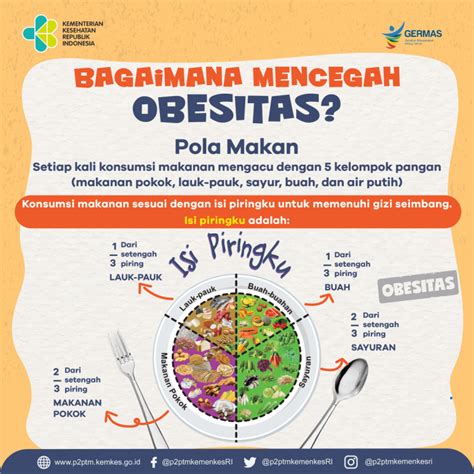 KEMENTERIAN
KESEHATAN
REPUBLIK
INDONESIA
GERMAS
BAGAIMANA MENCEGAH
OBESITAS?
Pola Makan
Setiap kali konsumsi makanan mengacu dengan 5 kelompok pangan
(makanan pokok, lauk-pauk, sayur, buah, dan air putih)
Konsumsi makanan sesuai dengan isi piringku untuk memenuhi gizi seimbang.
Isi piringku adalah:
Isi Piringku
1/3 Dari setengah piring
LAUK-PAUK
1/3 Dari setengah piring
BUAH
OBESITAS
Lauk-pauk
Buah-buahan
2/3 Dari setengah piring
MAKANAN
POKOK
2/3 Dari setengah piring
SAYURAN
Makanan Pokok
Sayuran
www.p2ptm.kemkes.go.id
@p2ptmkemenkesRI
@p2ptmkemenkesRI
@p2ptmkemenkesri